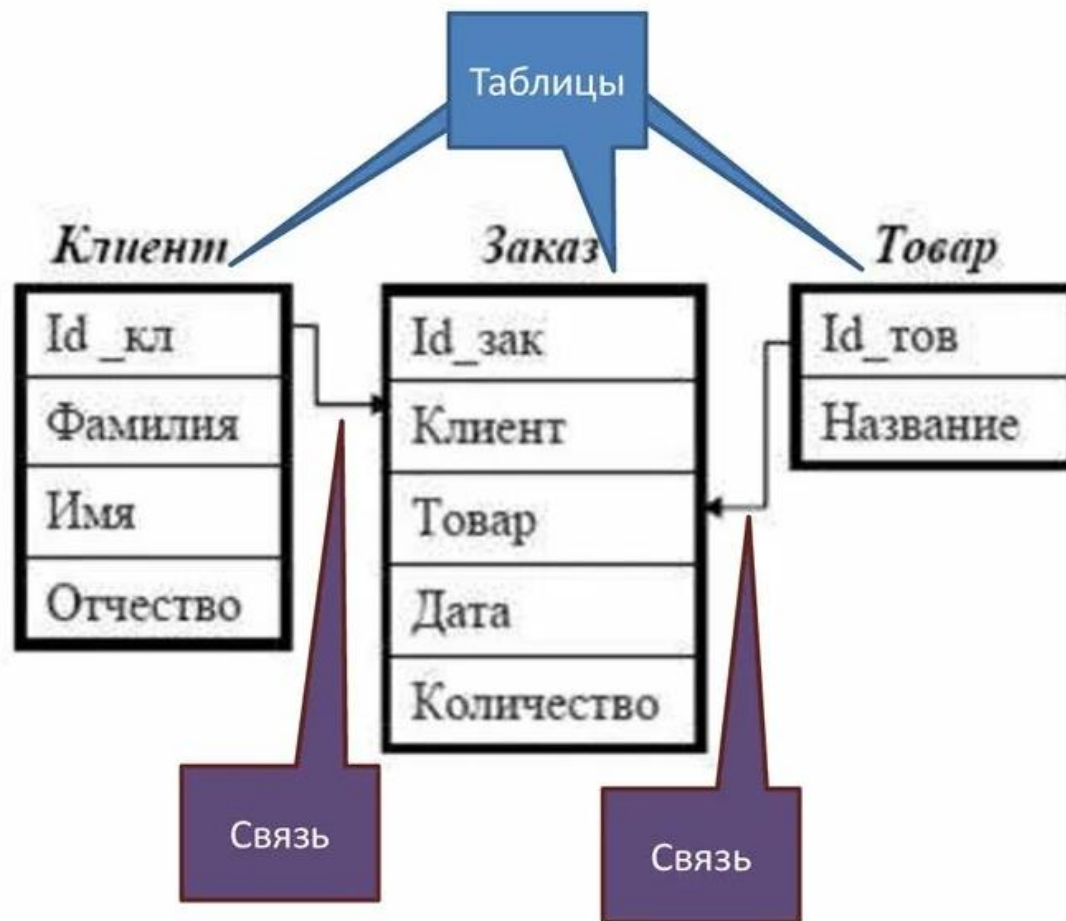 Таблицы
Клиент
Id _кл
Фамилия
Имя
Отчество
Заказ
Id_зак
Клиент
Товар
Дата
Количество
Товар
Id_тов
Название
Связь
Связь